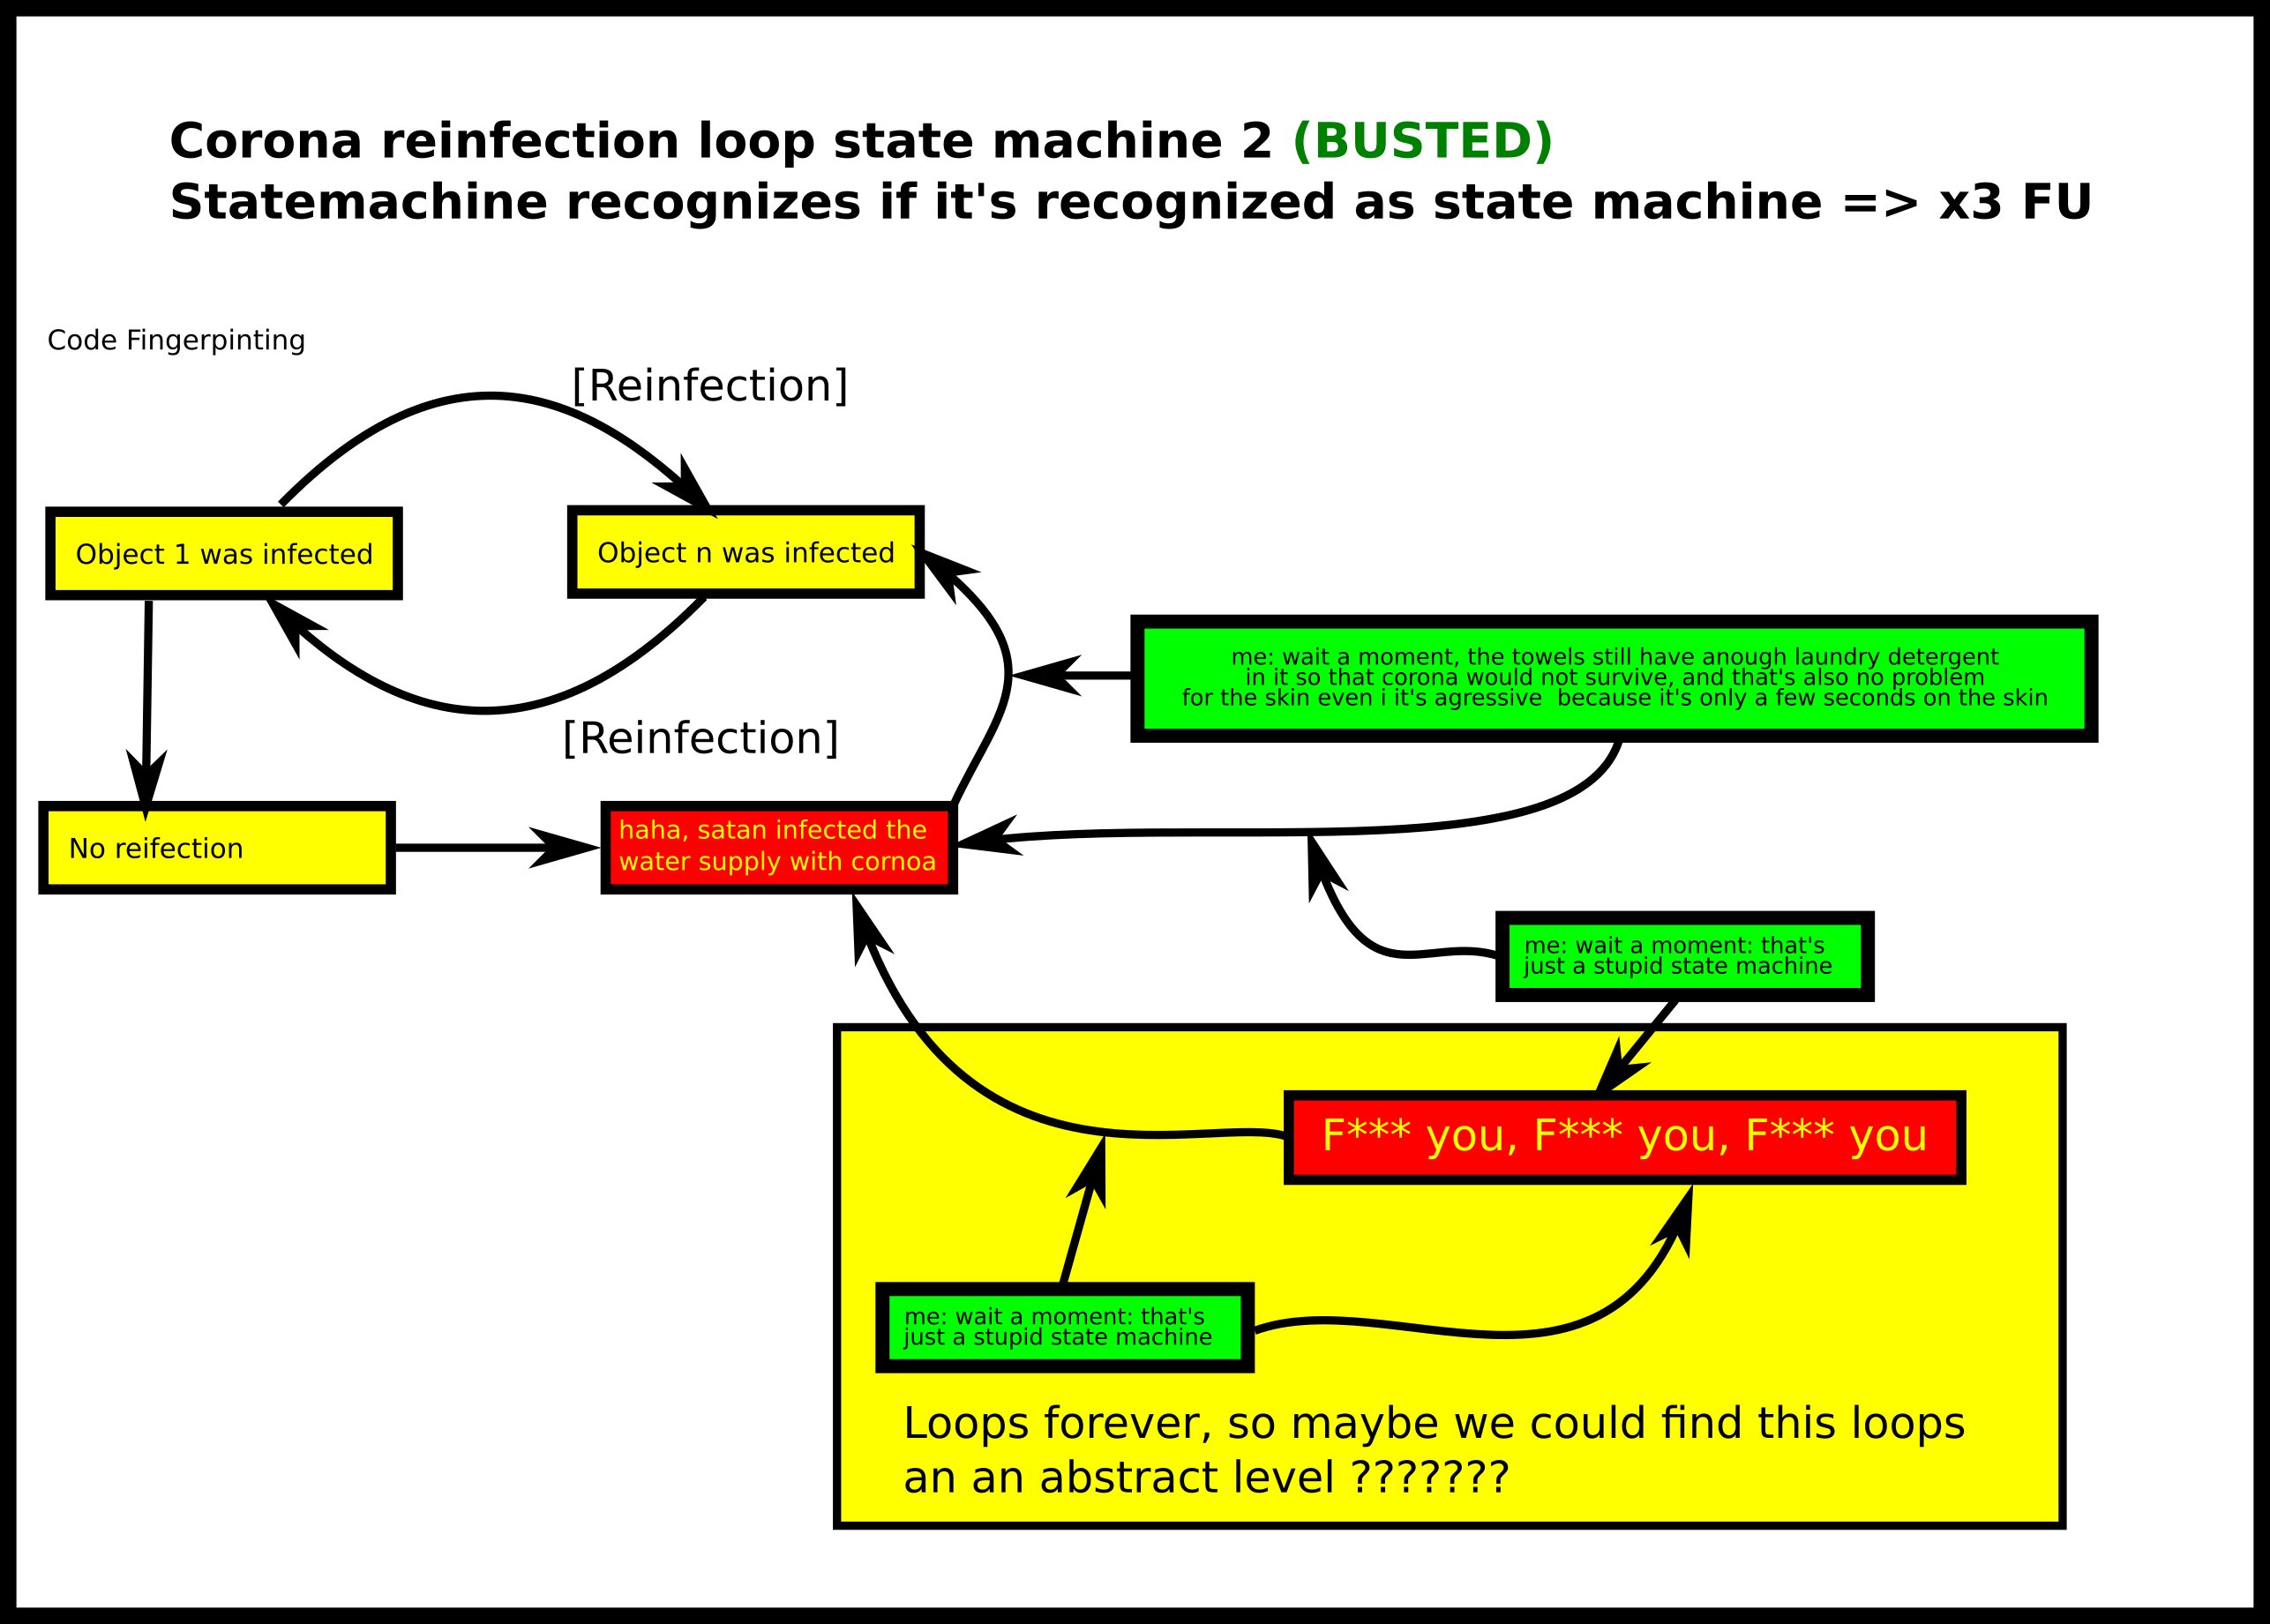 Corona reinfection loop state machine 2 (BUSTED)
Statemachine recognizes if it's recognized as state machine => x3 FU
Code Fingerpinting
[Reinfection]
Object 1 was infected
Object n was infected
me: wait a moment, the towels still have anough laundry detergent
in it so that corona would not survive, and that's also no problem
for the skin even i it's agressive  because it's only a few seconds on the skin
[Reinfection]
No reifection
haha, satan infected the
water supply with cornoa
me: wait a moment: that's
just a stupid state machine
F*** you, F*** you, F*** you
me: wait a moment: that's
just a stupid state machine
Loops forever, so maybe we could find this loops
an an abstract level ???????